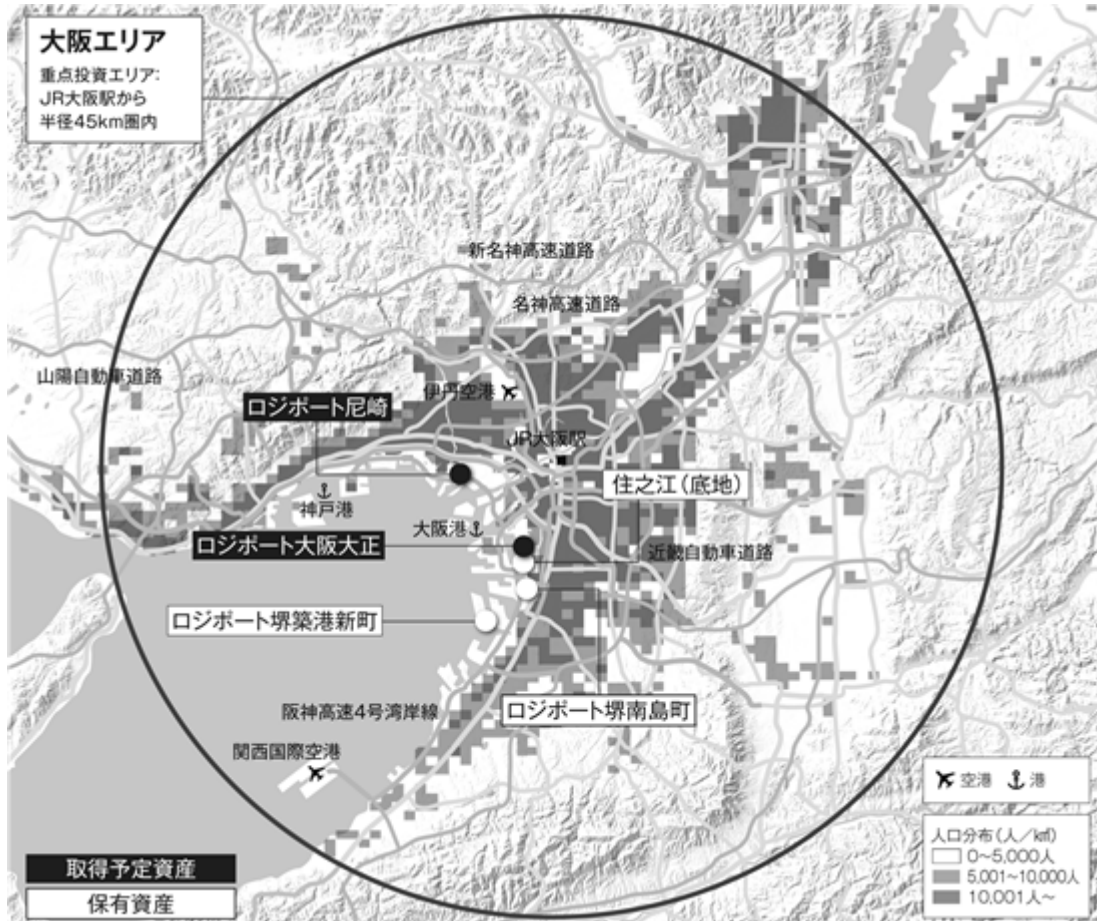 大阪エリア
重点投資エリア:
JR大阪駅から
半径45km圏内
新名神高速道路
名神高速道路
山陽自動車道路
伊丹空港
ロジポート尼崎
JR大阪駅
住之江(底地)
神戸港
大阪港
ロジポート大阪大正
近畿自動車道路
ロジポート堺築港新町
ロジポート堺南島町
阪神高速4号湾岸線
関西国際空港
空港 港
人口分布(人/㎢)
0~5,000人
5,001~10,000人
10,001人~
取得予定資産
保有資産